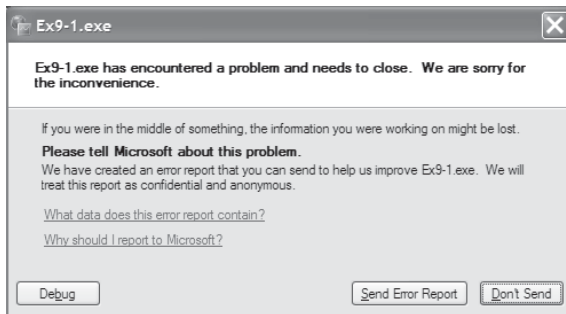 Ex9-1.exe
Ex9-1.exe has encountered a problem and needs to close. We are sorry for
the inconvenience.
If you were in the middle of something, the information you were working on might be lost.
Please tell Microsoft about this problem.
We have created an error report that you can send to help us improve Ex9-1.exe. We will
treat this report as confidential and anonymous.
What data does this error report contain?
Why should I report to Microsoft?
Debug
Send Error Report
Don't Send